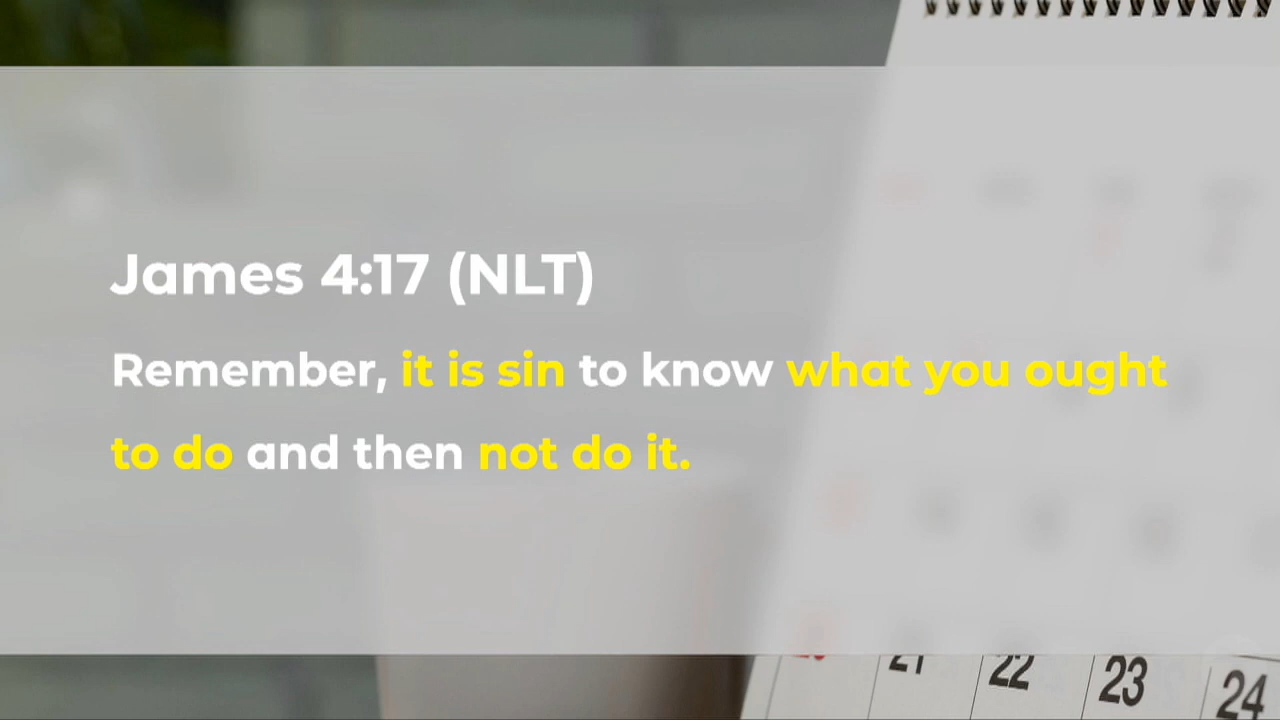 James 4:17 (NLT)
Remember, it is sin to know what you ought
to do and then not do it.
21 22 23 24